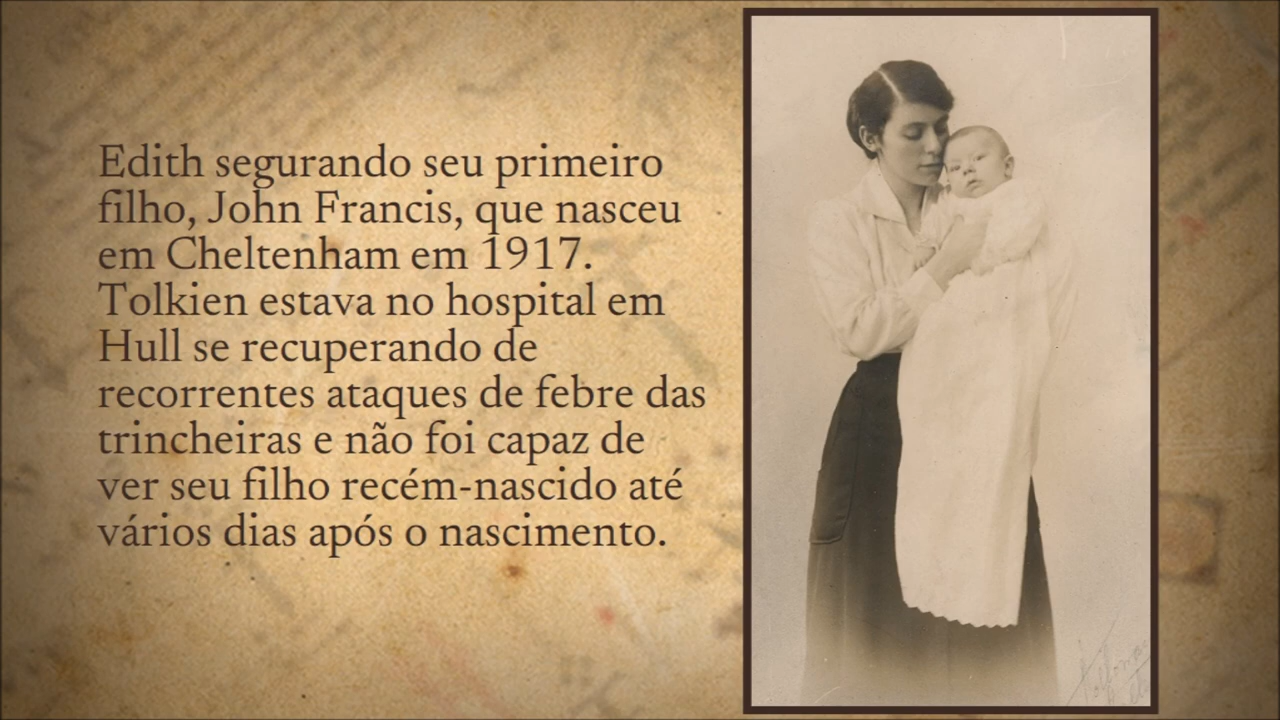 Edith segurando seu primeiro
filho, John Francis, que nasceu
em Cheltenham em 1917.
Tolkien estava no hospital em
Hull se recuperando de
recorrentes ataques de febre das
trincheiras e não foi capaz de
ver seu filho recém-nascido até
vários dias após o nascimento.